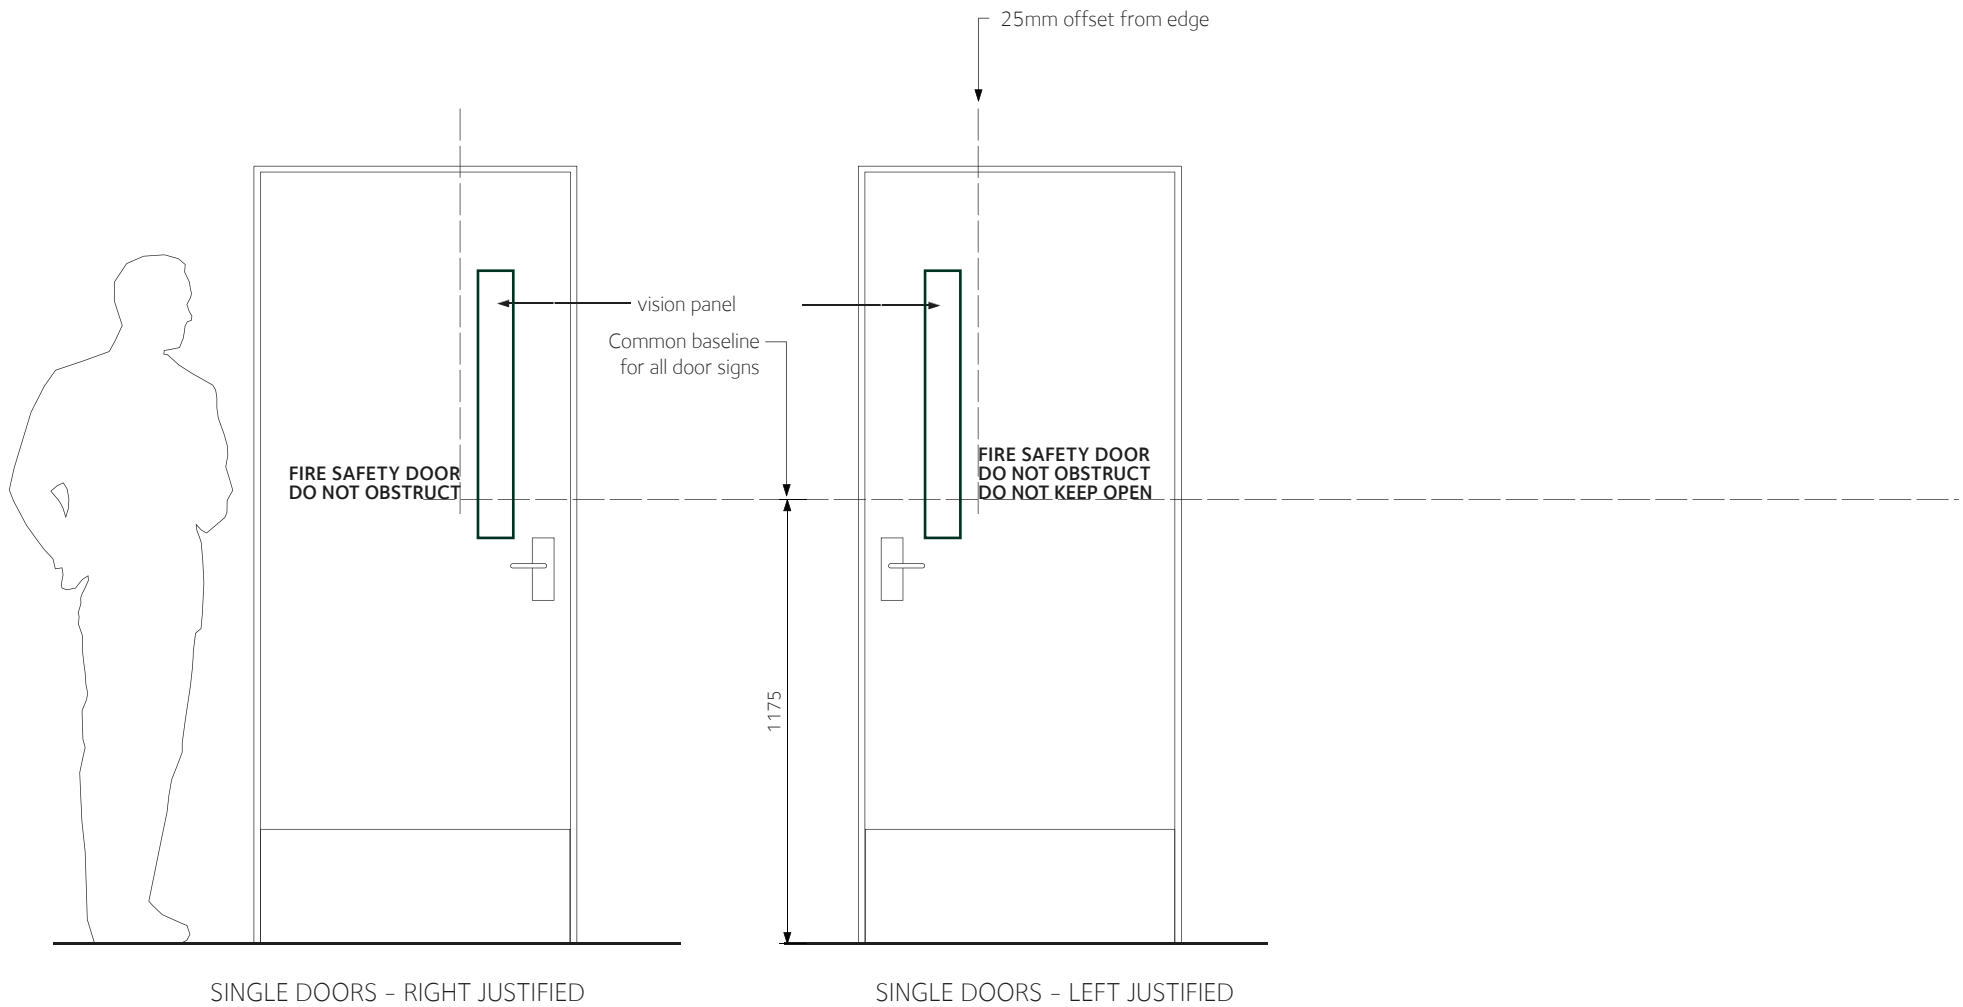 25mm offset from edge
vision panel
Common baseline
for all door signs
FIRE SAFETY DOOR
DO NOT OBSTRUCT
FIRE SAFETY DOOR
DO NOT OBSTRUCT
DO NOT KEEP OPEN
1175
SINGLE DOORS – RIGHT JUSTIFIED
SINGLE DOORS – LEFT JUSTIFIED